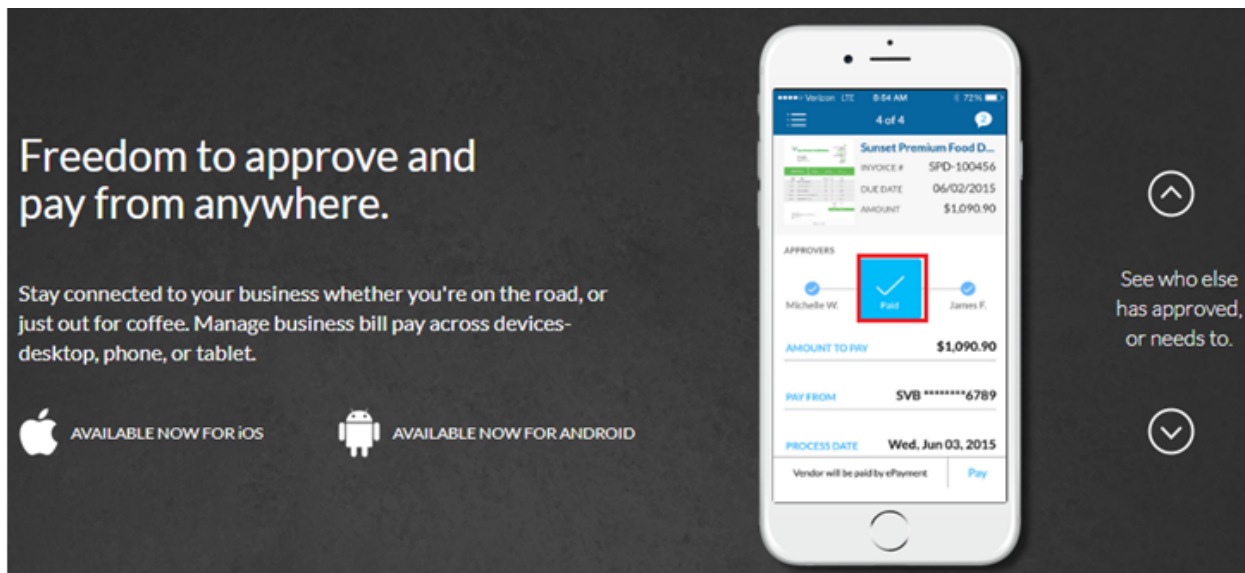 Freedom to approve and
pay from anywhere.
Stay connected to your business whether you're on the road, or
just out for coffee. Manage business bill pay across devices-
desktop, phone, or tablet.
AVAILABLE NOW FOR iOS
AVAILABLE NOW FOR ANDROID
Verizon LTE 8:54 AM 72%
4 of 4
2
Sunset Premium Food D...
INVOICE # SPD-100456
DUE DATE 06/02/2015
AMOUNT $1,090.90
APPROVERS
Michelle W. Paid James F.
AMOUNT TO PAY $1,090.90
PAY FROM SVB ********6789
PROCESS DATE Wed, Jun 03, 2015
Vendor will be paid by ePayment Pay
See who else
has approved,
or needs to.